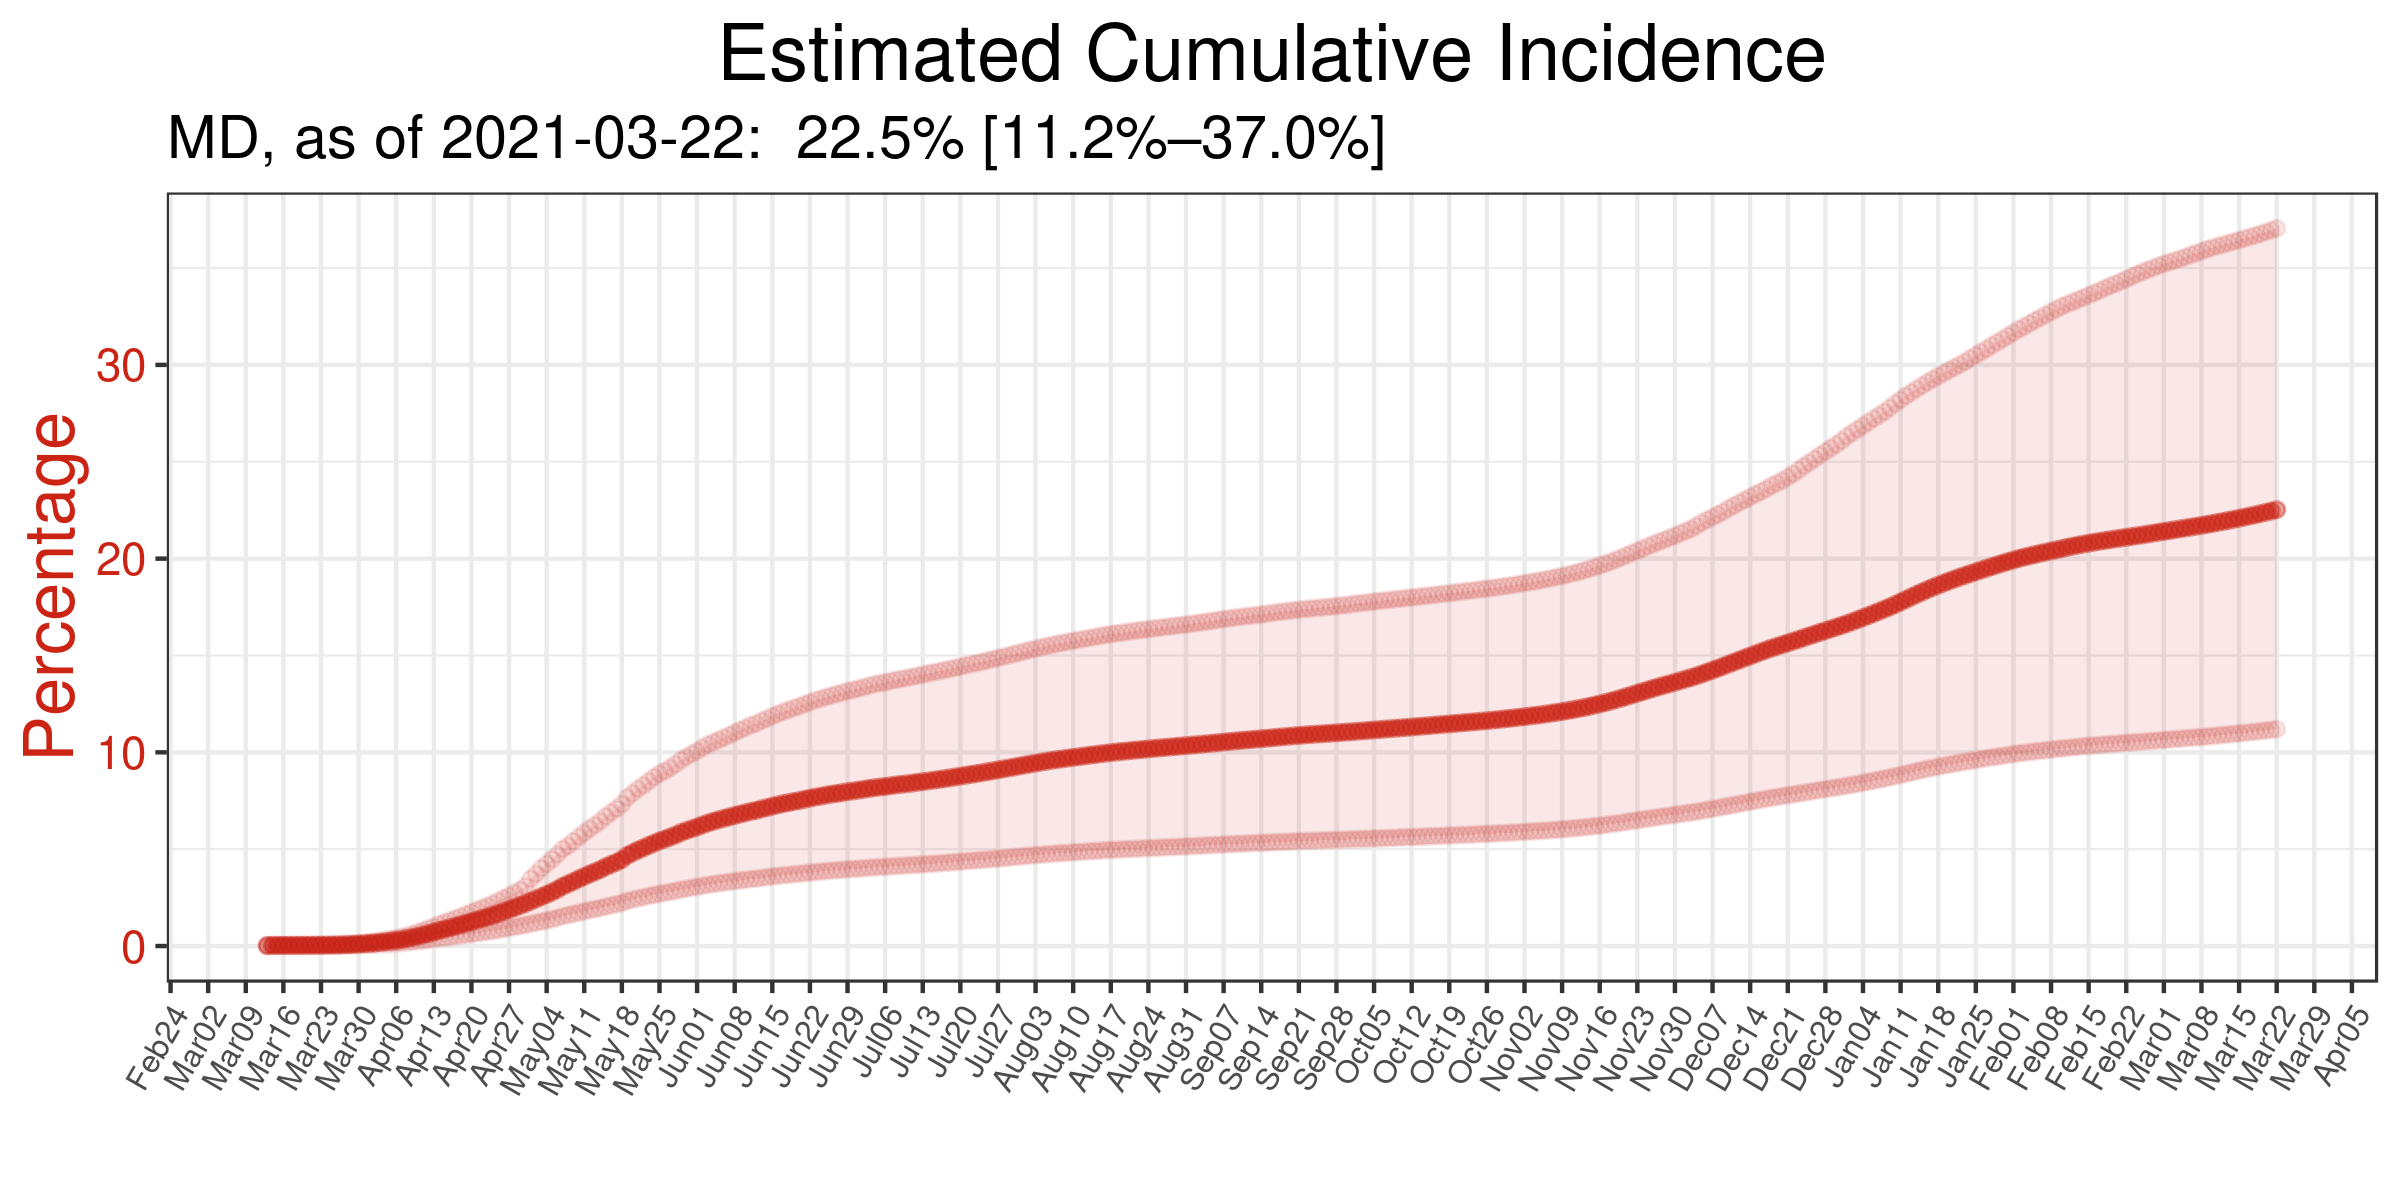 Estimated Cumulative Incidence
MD, as of 2021-03-22:  22.5% [11.2%–37.0%]
Percentage
30
20
10
0
Feb24 Mar02 Mar09 Mar16 Mar23 Mar30 Apr06 Apr13 Apr20 Apr27 May04 May11 May18 May25 Jun01 Jun08 Jun15 Jun22 Jun29 Jul06 Jul13 Jul20 Jul27 Aug03 Aug10 Aug17 Aug24 Aug31 Sep07 Sep14 Sep21 Sep28 Oct05 Oct12 Oct19 Oct26 Nov02 Nov09 Nov16 Nov23 Nov30 Dec07 Dec14 Dec21 Dec28 Jan04 Jan11 Jan18 Jan25 Feb01 Feb08 Feb15 Feb22 Mar01 Mar08 Mar15 Mar22 Mar29 Apr05